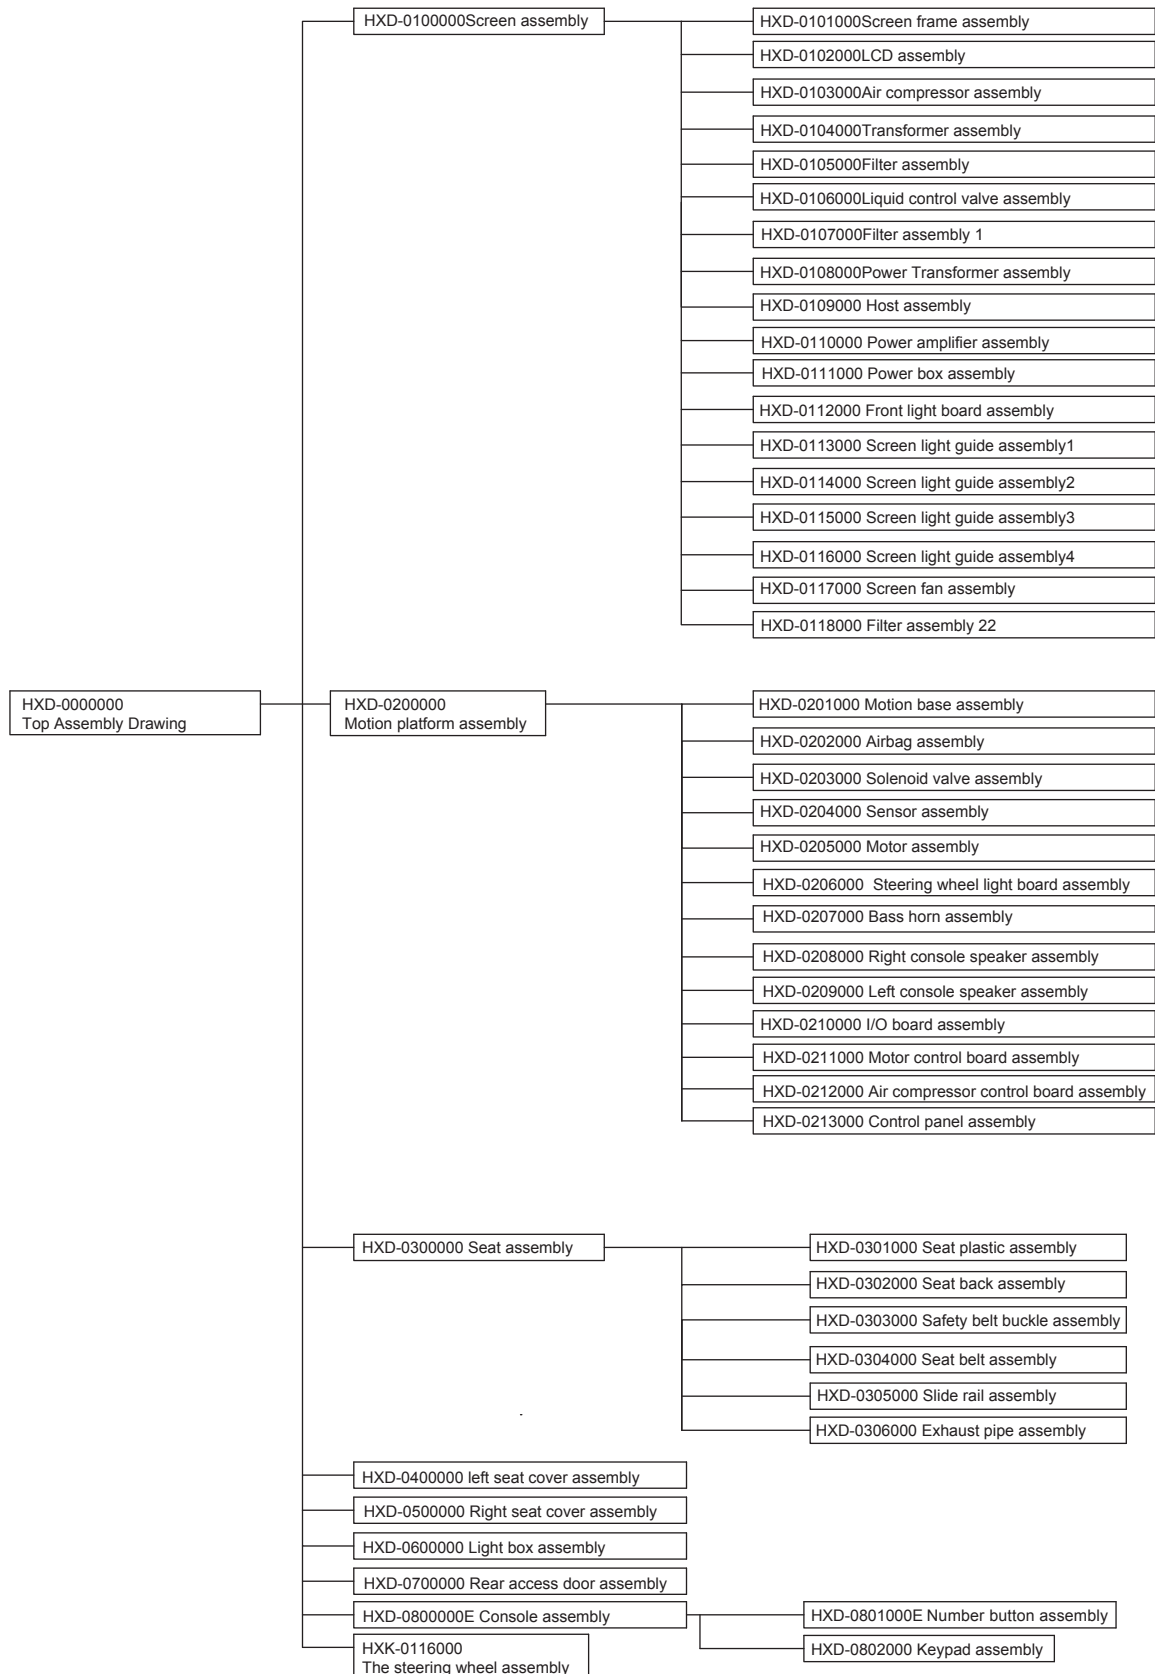 HXD-0000000
Top Assembly Drawing
HXD-0100000Screen assembly
HXD-0101000Screen frame assembly
HXD-0102000LCD assembly
HXD-0103000Air compressor assembly
HXD-0104000Transformer assembly
HXD-0105000Filter assembly
HXD-0106000Liquid control valve assembly
HXD-0107000Filter assembly 1
HXD-0108000Power Transformer assembly
HXD-0109000 Host assembly
HXD-0110000 Power amplifier assembly
HXD-0111000 Power box assembly
HXD-0112000 Front light board assembly
HXD-0113000 Screen light guide assembly1
HXD-0114000 Screen light guide assembly2
HXD-0115000 Screen light guide assembly3
HXD-0116000 Screen light guide assembly4
HXD-0117000 Screen fan assembly
HXD-0118000 Filter assembly 22
HXD-0200000
Motion platform assembly
HXD-0201000 Motion base assembly
HXD-0202000 Airbag assembly
HXD-0203000 Solenoid valve assembly
HXD-0204000 Sensor assembly
HXD-0205000 Motor assembly
HXD-0206000  Steering wheel light board assembly
HXD-0207000 Bass horn assembly
HXD-0208000 Right console speaker assembly
HXD-0209000 Left console speaker assembly
HXD-0210000 I/O board assembly
HXD-0211000 Motor control board assembly
HXD-0212000 Air compressor control board assembly
HXD-0213000 Control panel assembly
HXD-0300000 Seat assembly
HXD-0301000 Seat plastic assembly
HXD-0302000 Seat back assembly
HXD-0303000 Safety belt buckle assembly
HXD-0304000 Seat belt assembly
HXD-0305000 Slide rail assembly
HXD-0306000 Exhaust pipe assembly
HXD-0400000 left seat cover assembly
HXD-0500000 Right seat cover assembly
HXD-0600000 Light box assembly
HXD-0700000 Rear access door assembly
HXD-0800000E Console assembly
HXD-0801000E Number button assembly
HXD-0802000 Keypad assembly
HXK-0116000
The steering wheel assembly